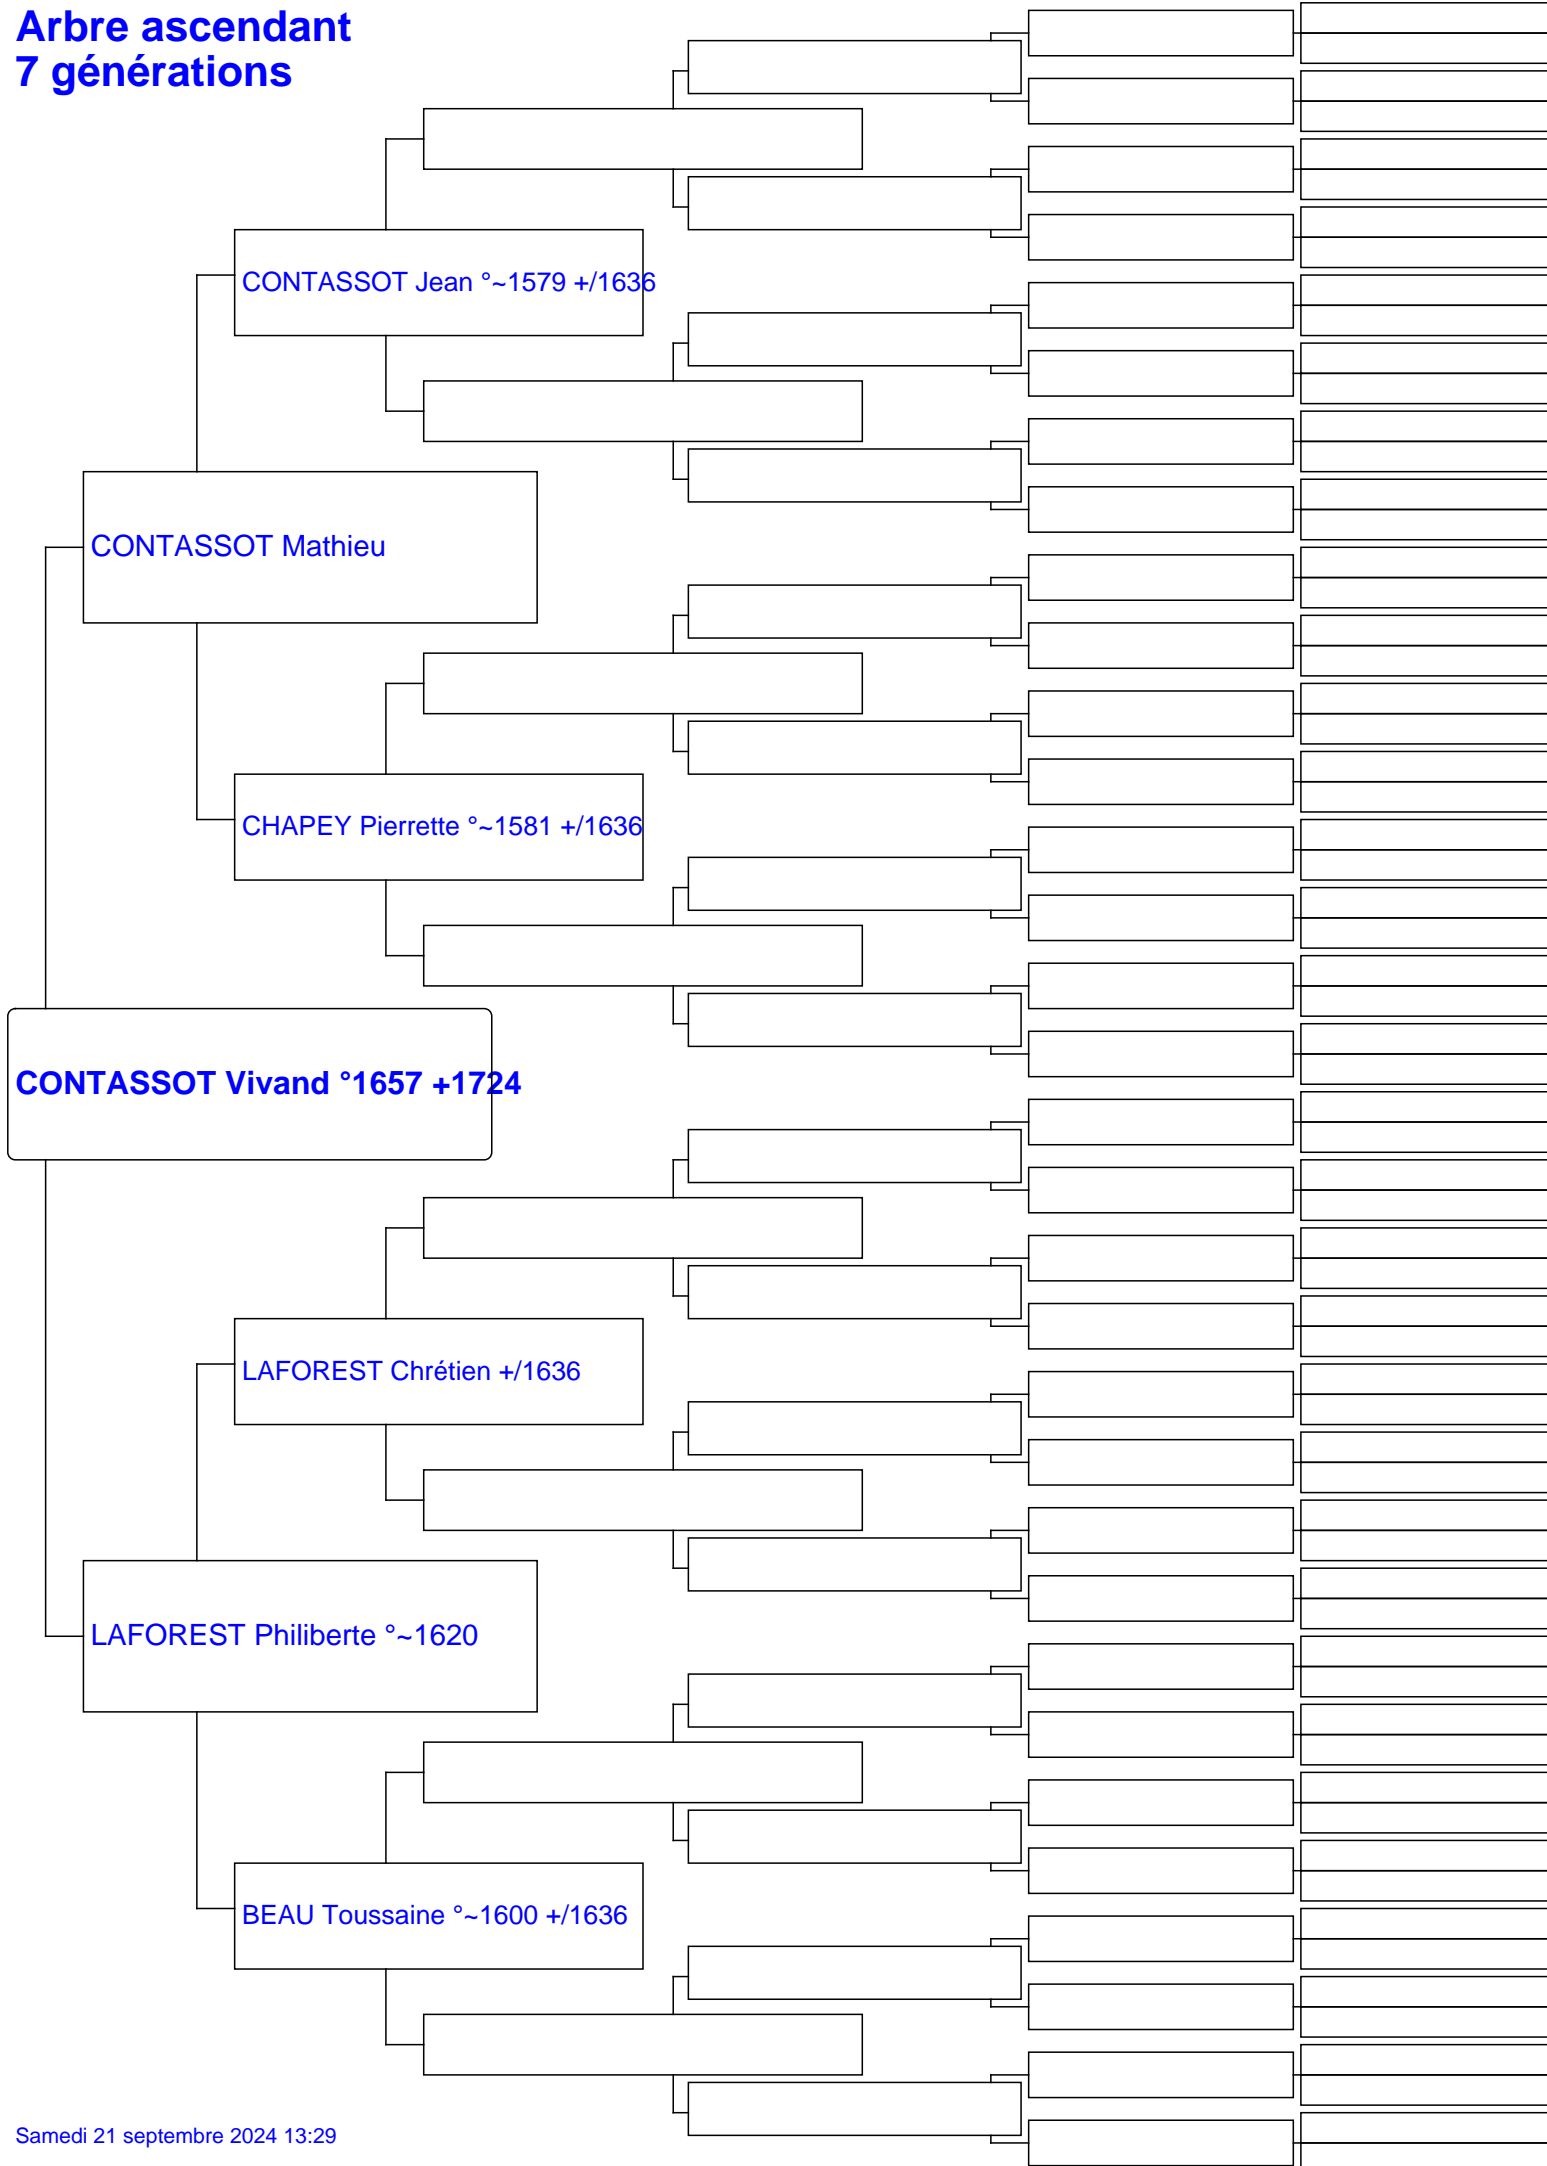 Arbre ascendant
7 générations
CONTASSOT Jean °~1579 +/1636
CONTASSOT Mathieu
CHAPEY Pierrette °~1581 +/1636
CONTASSOT Vivand °1657 +1724
LAFOREST Chrétien +/1636
LAFOREST Philiberte °~1620
BEAU Toussaine °~1600 +/1636
Samedi 21 septembre 2024 13:29